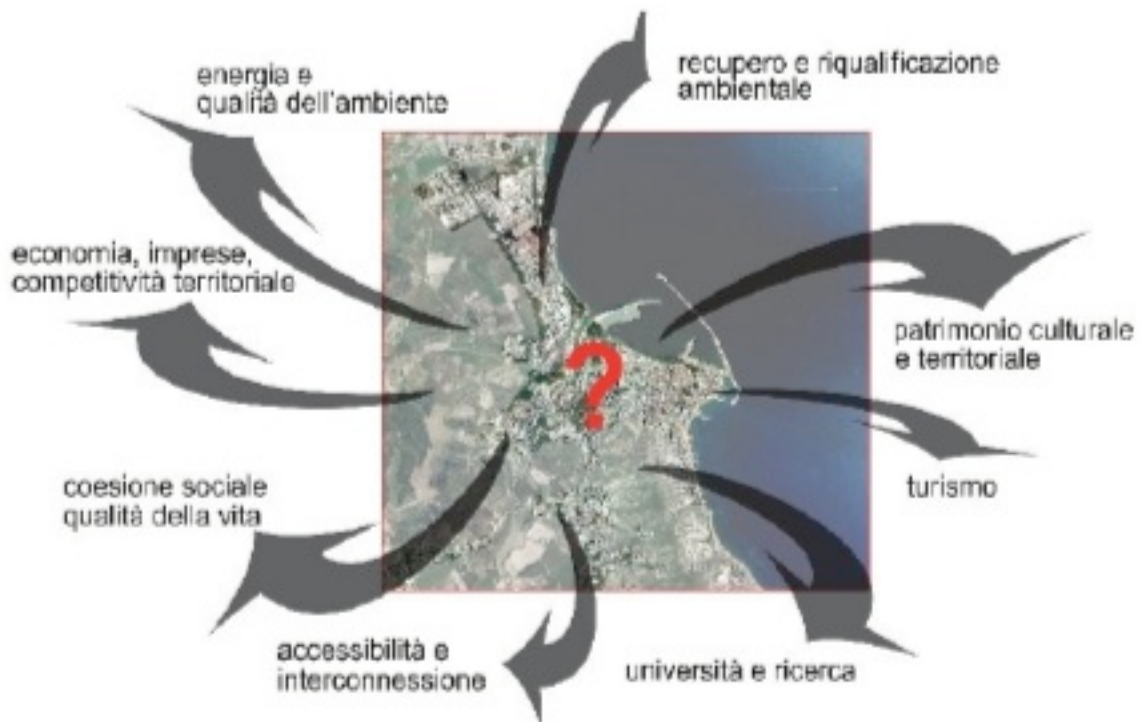 energia e
qualità dell'ambiente
recupero e riqualificazione
ambientale
economia, imprese,
competitività territoriale
patrimonio culturale
e territoriale
?
coesione sociale
qualità della vita
turismo
accessibilità e
interconnessione
università e ricerca